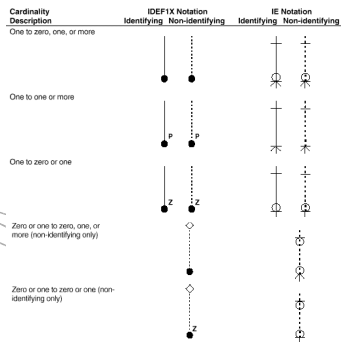 Cardinality IDEF1X Notation IE Notation
Description Identifying Non-identifying Identifying Non-identifying
One to zero, one, or more
One to one or more
P P
One to zero or one
Z Z
Zero or one to zero, one, or
more (non-identifying only)
Zero or one to zero or one (non-
identifying only)
Z